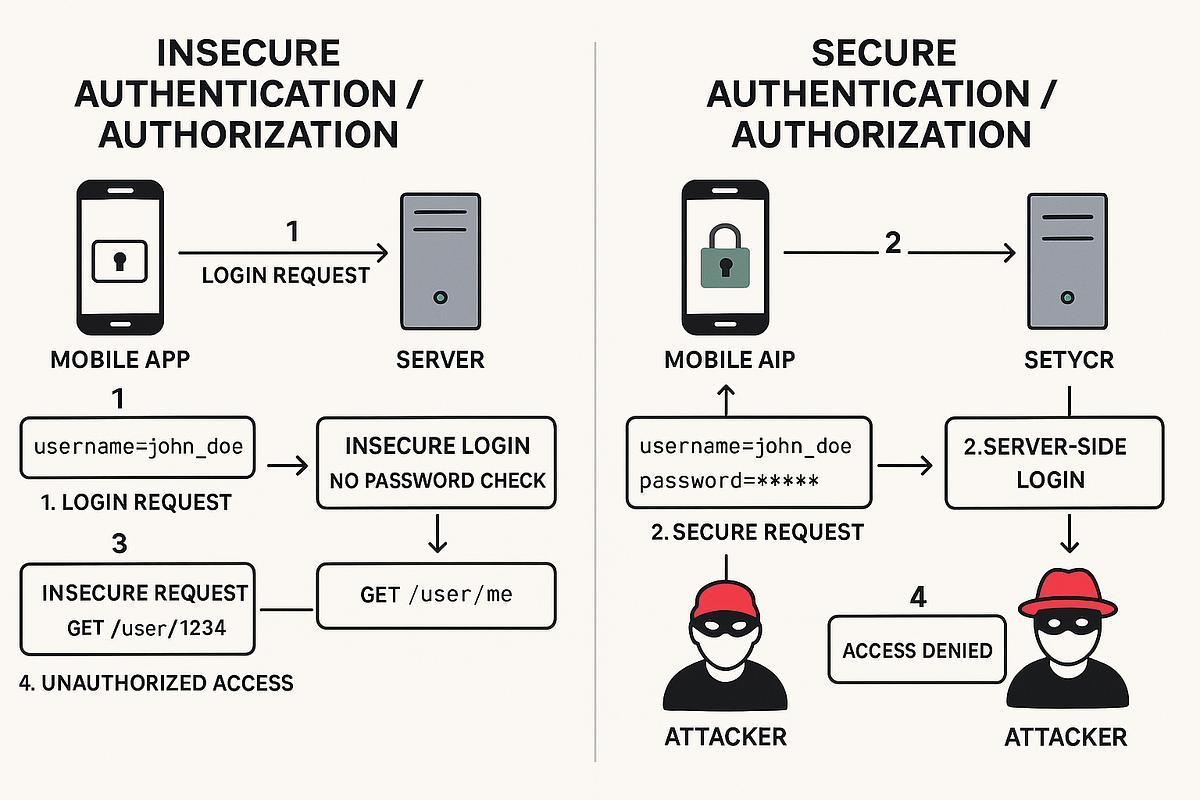 INSECURE
AUTHENTICATION /
AUTHORIZATION
1
LOGIN REQUEST
MOBILE APP
SERVER
1
username=john_doe
INSECURE LOGIN
NO PASSWORD CHECK
1. LOGIN REQUEST
3
INSECURE REQUEST
GET /user/1234
GET /user/me
4. UNAUTHORIZED ACCESS
SECURE
AUTHENTICATION /
AUTHORIZATION
2
MOBILE AIP
SETYCR
username=john_doe
password=*****
2.SERVER-SIDE
LOGIN
2. SECURE REQUEST
4
ACCESS DENIED
ATTACKER
ATTACKER